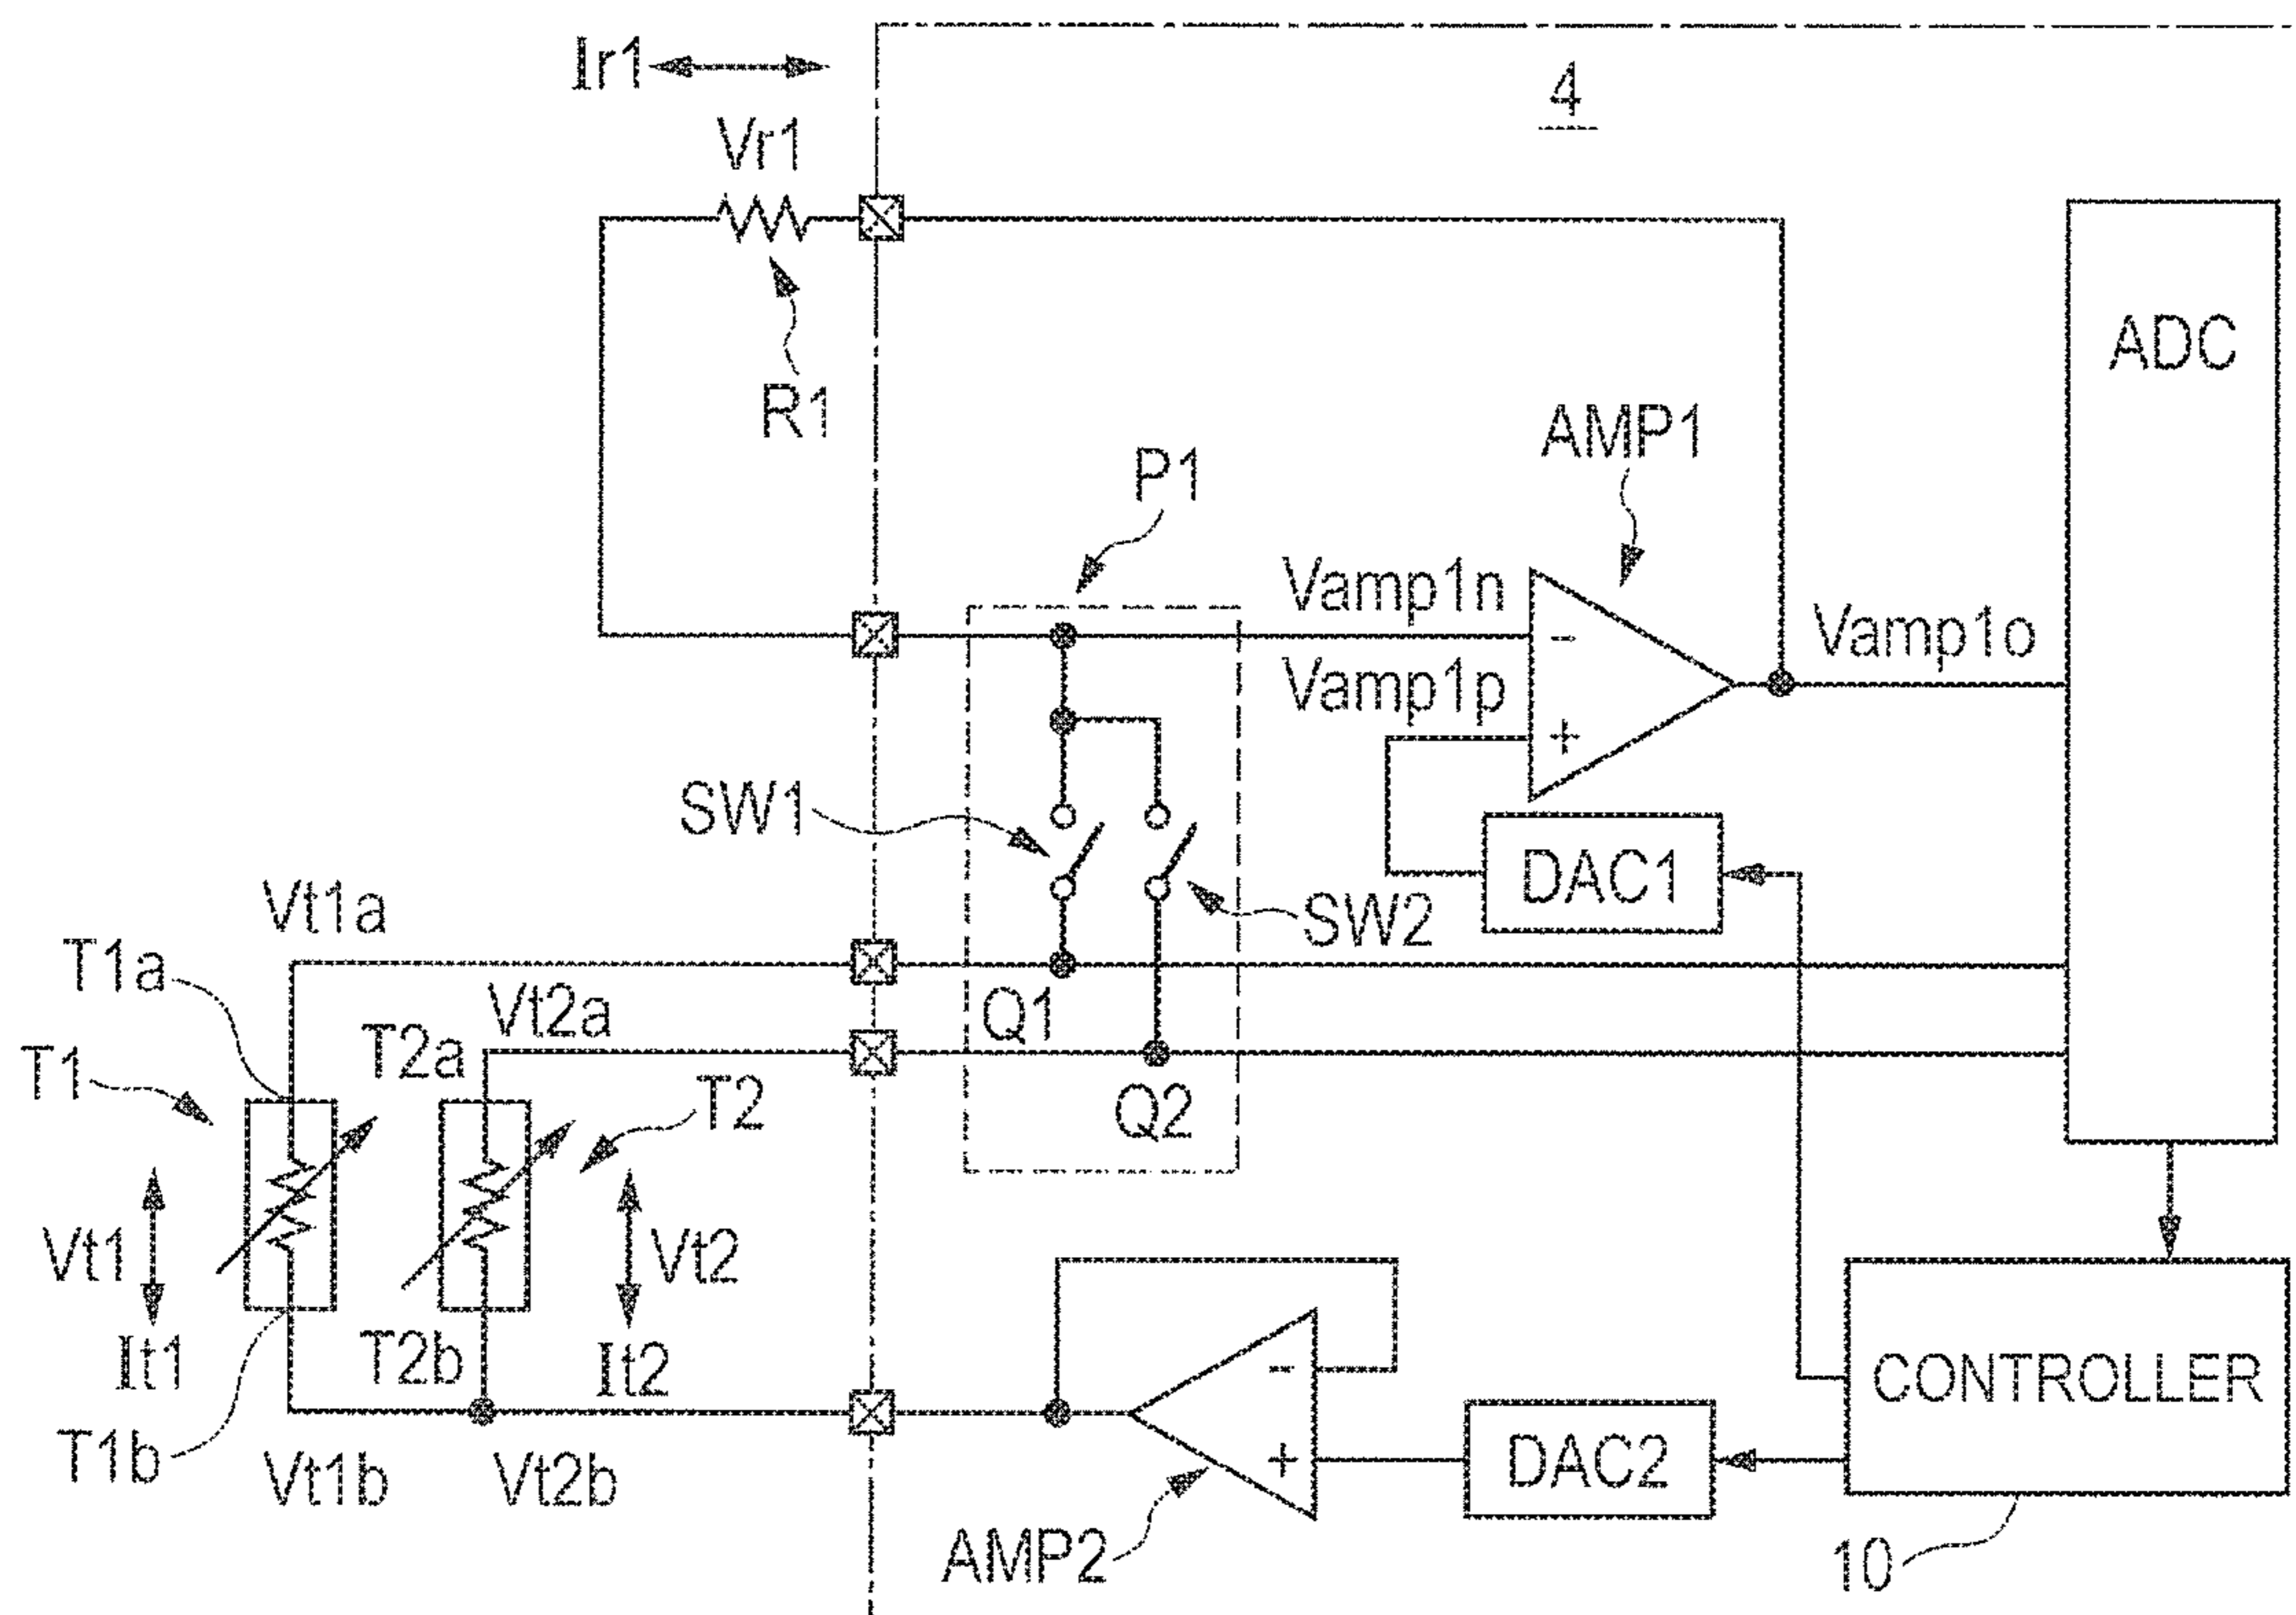 Ir1
4
Vr1
ADC
R1
AMP1
P1
Vamp1n
-
Vamp1o
Vamp1p
+
SW1
DAC1
Vt1a
SW2
T1a
Vt2a
Q1
T2a
T1
T2
Q2
Vt1
Vt2
-
T2b
It1
It2
CONTROLLER
T1b
Vt1b
Vt2b
+
DAC2
AMP2
10